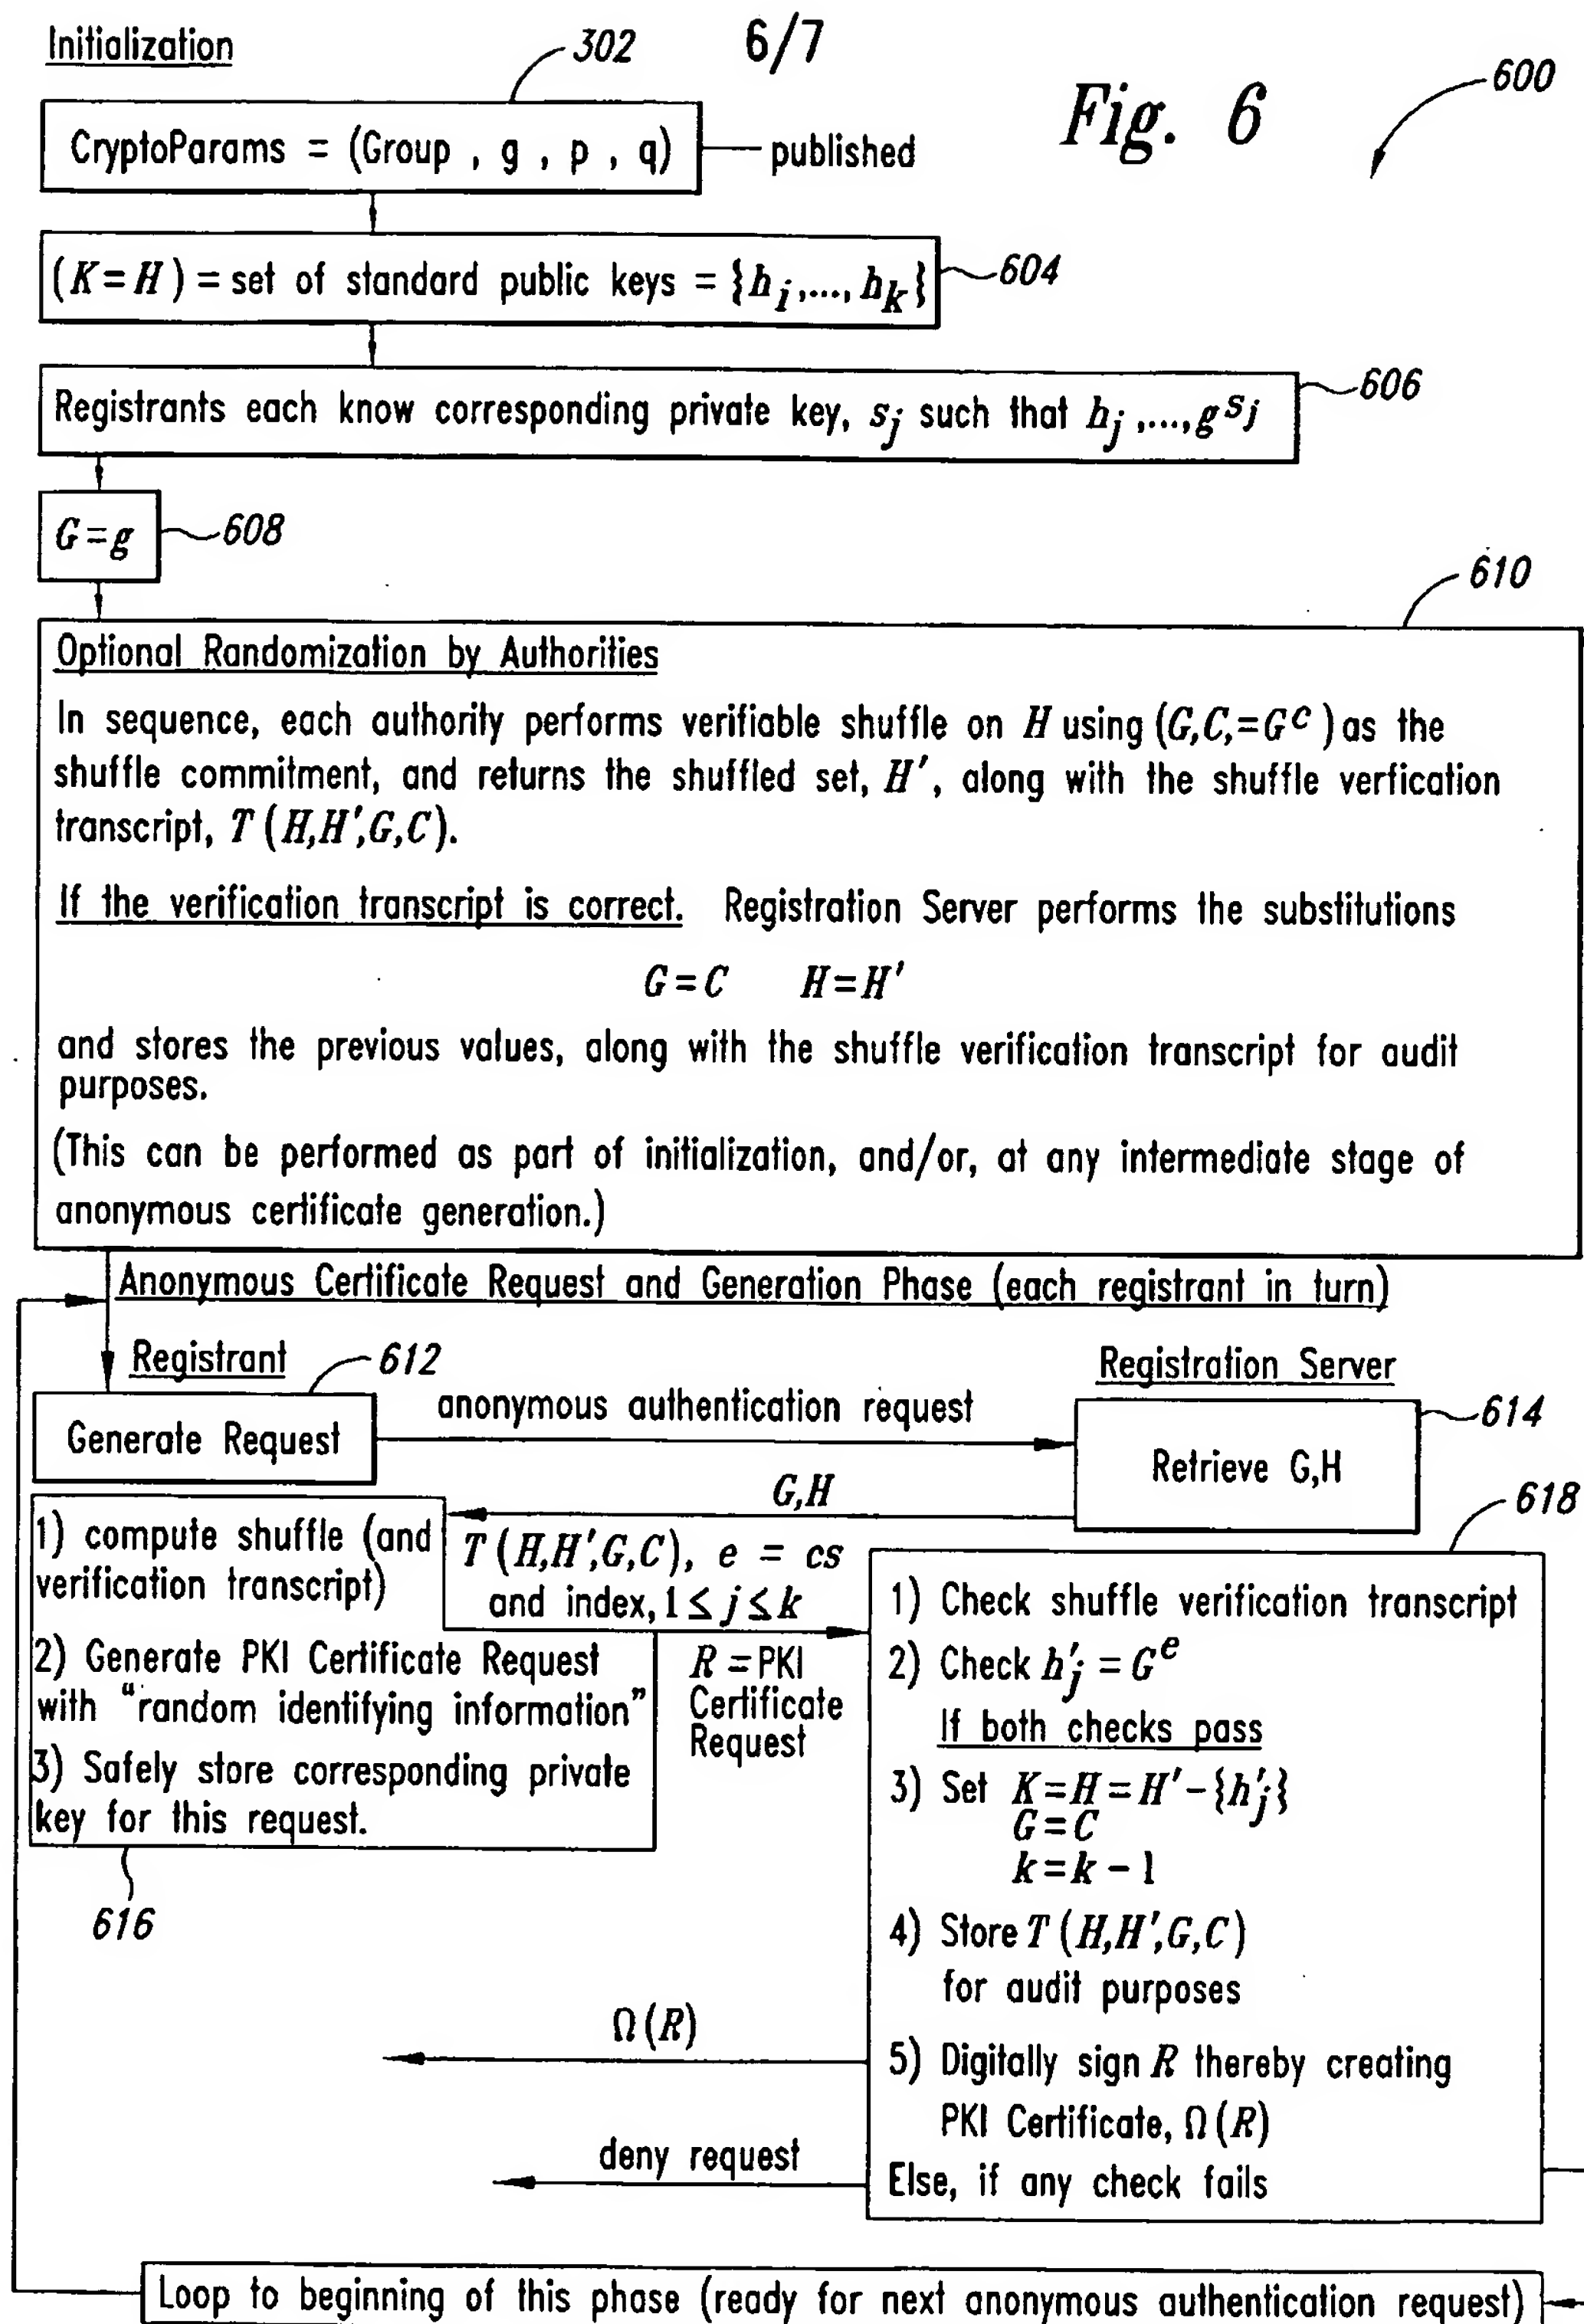 Initialization
302
6/7
Fig. 6
600
CryptoParams = (Group , g , p , q)
published
(K=H) = set of standard public keys = {h_i,..., h_k}
604
Registrants each know corresponding private key, s_j such that h_j ,...,g^{s_j}
606
G=g
608
610
Optional Randomization by Authorities
In sequence, each authority performs verifiable shuffle on H using (G,C,=G^c) as the
shuffle commitment, and returns the shuffled set, H', along with the shuffle verfication
transcript, T(H,H',G,C).
If the verification transcript is correct. Registration Server performs the substitutions
G=C H=H'
and stores the previous values, along with the shuffle verification transcript for audit
purposes.
(This can be performed as part of initialization, and/or, at any intermediate stage of
anonymous certificate generation.)
Anonymous Certificate Request and Generation Phase (each registrant in turn)
Registrant
612
Registration Server
Generate Request
anonymous authentication request
614
Retrieve G,H
G,H
618
1) compute shuffle (and
verification transcript)
2) Generate PKI Certificate Request
with “random identifying information”
3) Safely store corresponding private
key for this request.
616
T(H,H',G,C), e = cs
and index, 1≤j≤k
R=PKI
Certificate
Request
1) Check shuffle verification transcript
2) Check h'_j = G^e
If both checks pass
3) Set K=H=H'-{h'_j}
G=C
k=k-1
4) Store T(H,H',G,C)
for audit purposes
5) Digitally sign R thereby creating
PKI Certificate, Ω(R)
Else, if any check fails
Ω(R)
deny request
Loop to beginning of this phase (ready for next anonymous authentication request)